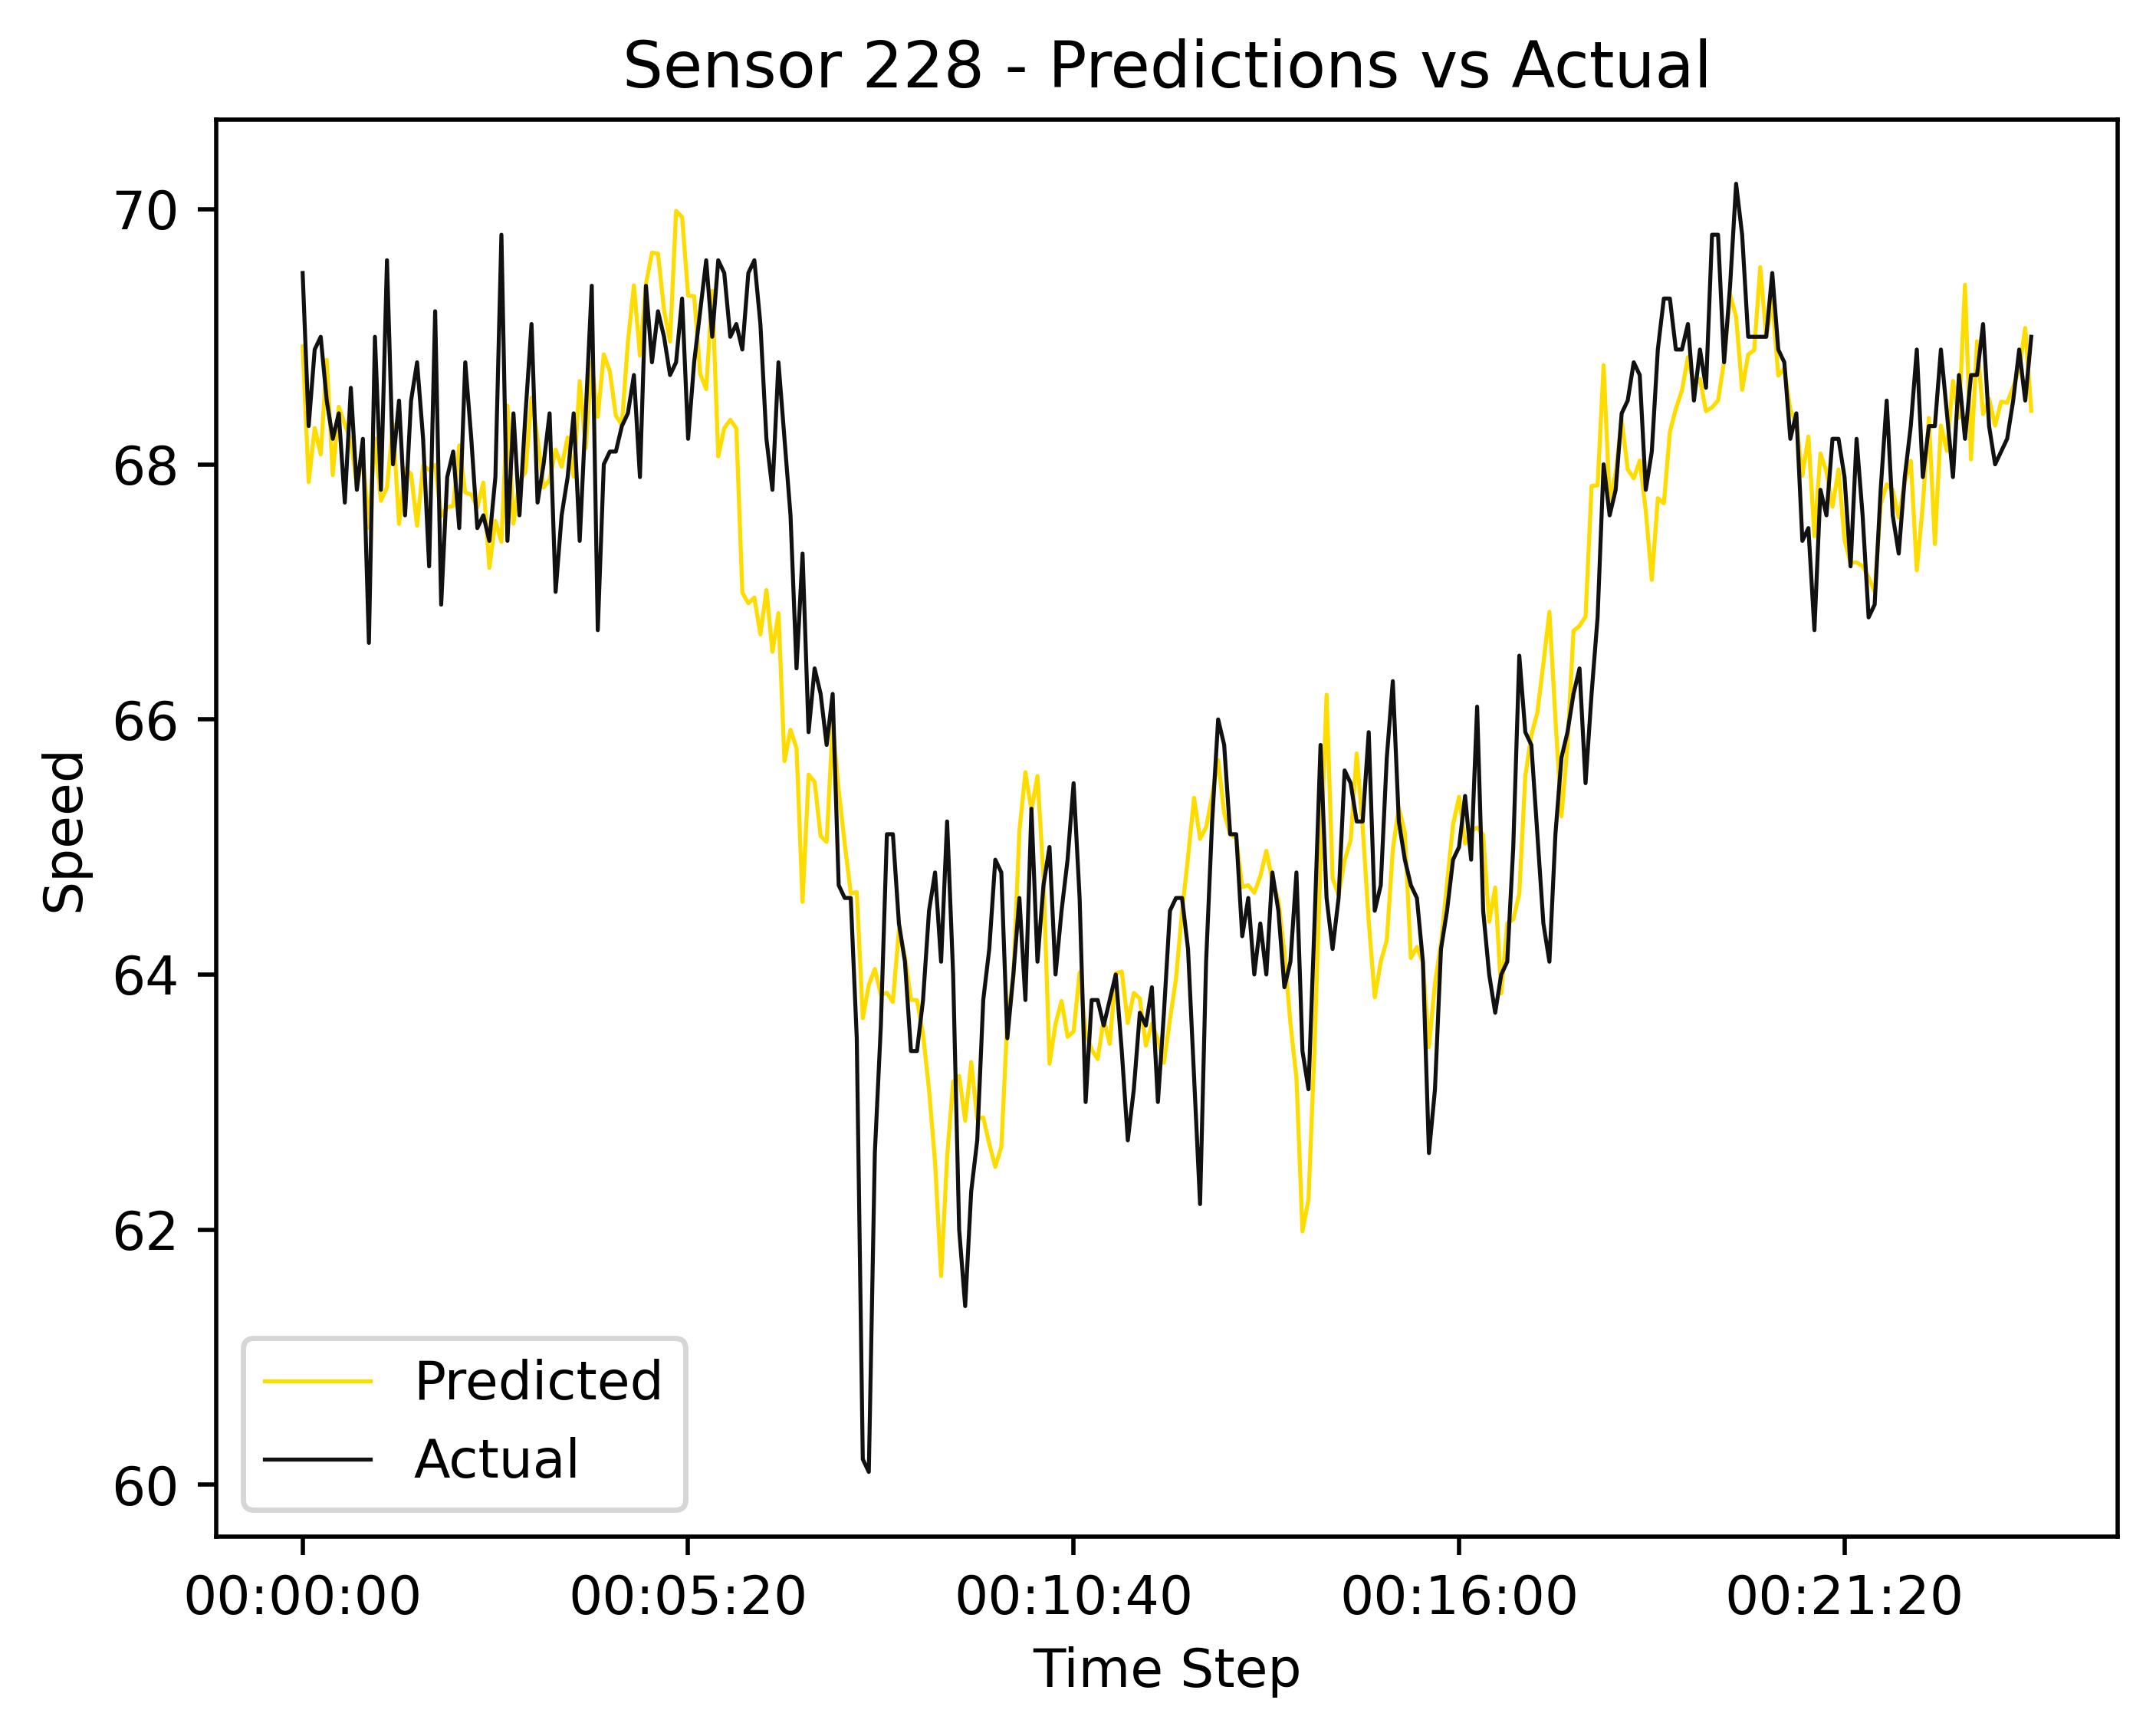 Sensor 228 - Predictions vs Actual
70
68
66
64
62
60
Speed
Predicted
Actual
00:00:00 00:05:20 00:10:40 00:16:00 00:21:20
Time Step